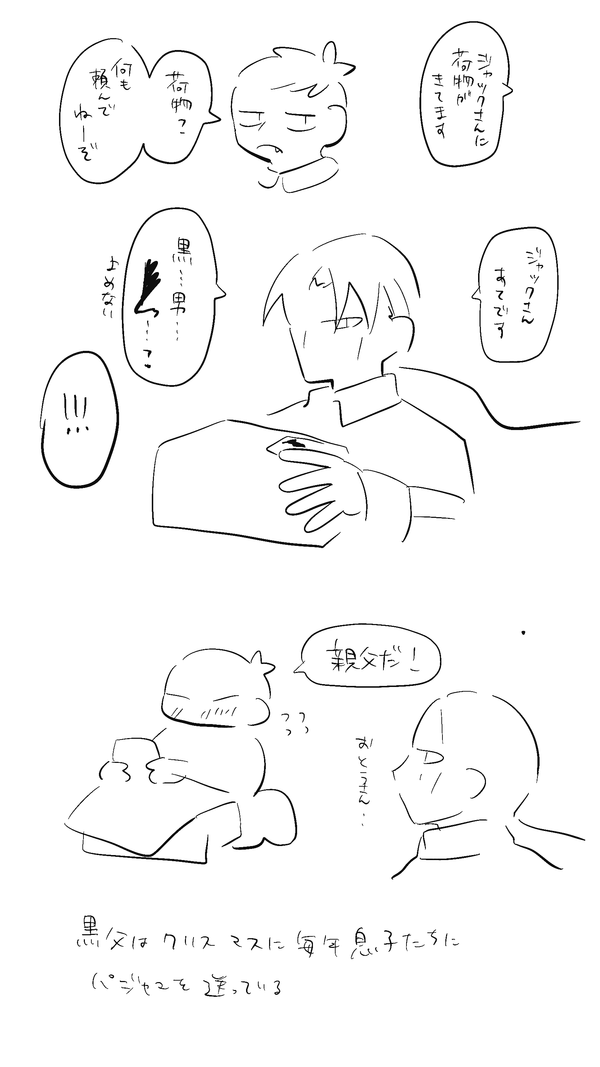 ジャックさんに
荷物が
きてます
荷物?
何も
頼んで
ねーぞ
ジャックさん
あてです
黒……男……
っ……?
よめない
!!!
親父だ!
おとうさん…
黒父は クリスマスに 毎年 息子たちに
パジャマを 送っている